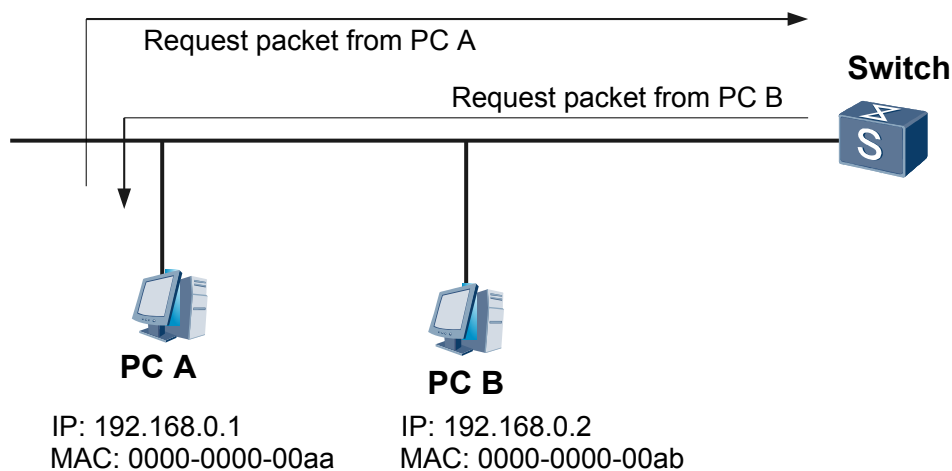 Request packet from PC A
Switch
Request packet from PC B
S
PC A
PC B
IP: 192.168.0.1
MAC: 0000-0000-00aa
IP: 192.168.0.2
MAC: 0000-0000-00ab